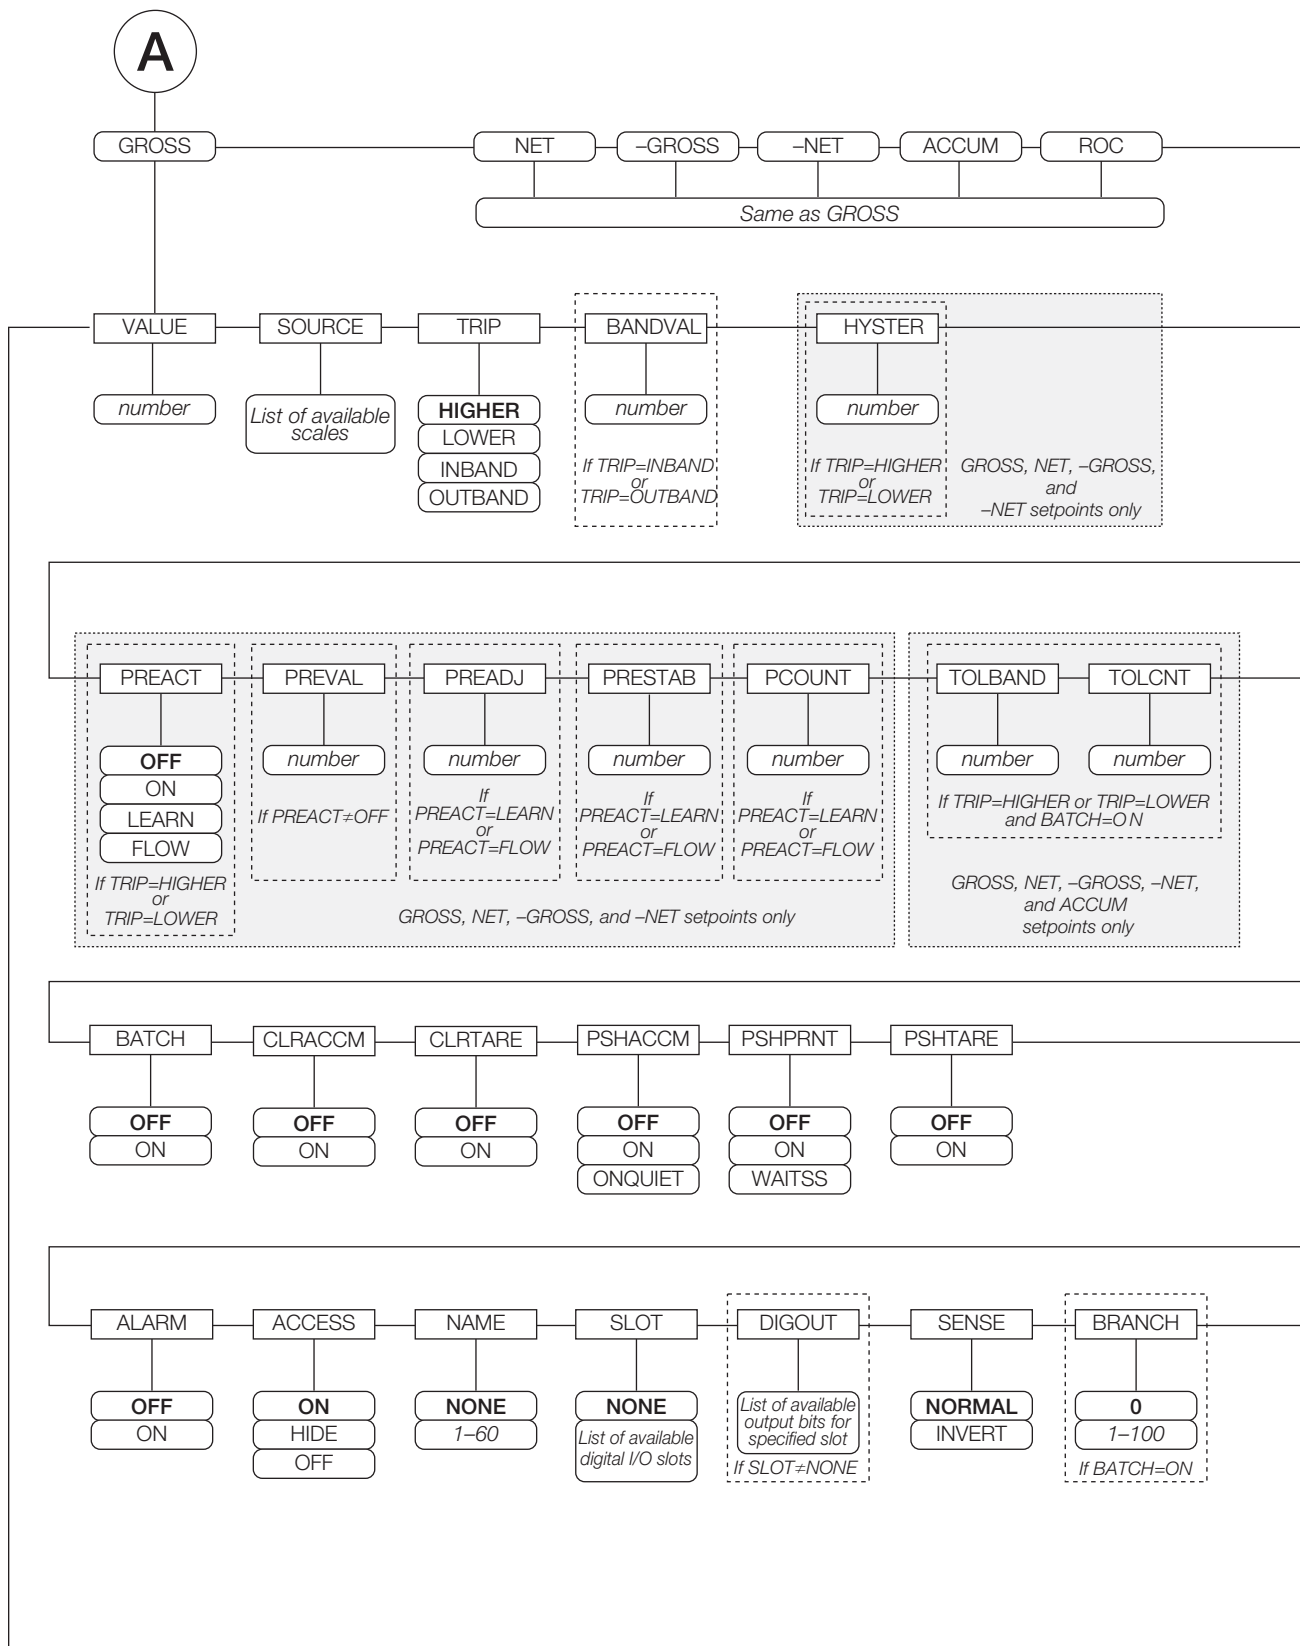 A
GROSS
NET
–GROSS
–NET
ACCUM
ROC
Same as GROSS
VALUE
SOURCE
TRIP
BANDVAL
HYSTER
number
List of available
scales
HIGHER
LOWER
INBAND
OUTBAND
number
If TRIP=INBAND
or
TRIP=OUTBAND
number
If TRIP=HIGHER
or
TRIP=LOWER
GROSS, NET, –GROSS,
and
–NET setpoints only
PREACT
PREVAL
PREADJ
PRESTAB
PCOUNT
TOLBAND
TOLCNT
OFF
ON
LEARN
FLOW
If TRIP=HIGHER
or
TRIP=LOWER
number
If PREACT≠OFF
number
If
PREACT=LEARN
or
PREACT=FLOW
number
If
PREACT=LEARN
or
PREACT=FLOW
number
If
PREACT=LEARN
or
PREACT=FLOW
GROSS, NET, –GROSS, and –NET setpoints only
number
number
If TRIP=HIGHER or TRIP=LOWER
and BATCH=ON
GROSS, NET, –GROSS, –NET,
and ACCUM
setpoints only
BATCH
CLRACCM
CLRTARE
PSHACCM
PSHPRNT
PSHTARE
OFF
ON
OFF
ON
OFF
ON
OFF
ON
ONQUIET
OFF
ON
WAITSS
OFF
ON
ALARM
ACCESS
NAME
SLOT
DIGOUT
SENSE
BRANCH
OFF
ON
ON
HIDE
OFF
NONE
1–60
NONE
List of available
digital I/O slots
List of available
output bits for
specified slot
If SLOT≠NONE
NORMAL
INVERT
0
1–100
If BATCH=ON